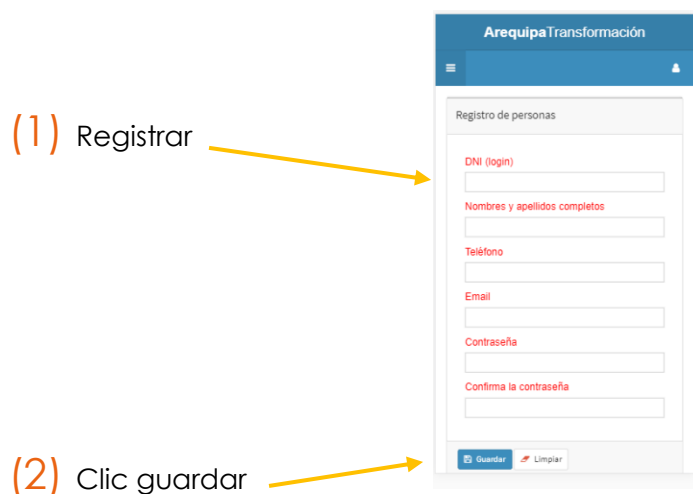 ArequipaTransformación
Registro de personas
(1) Registrar
DNI (login)
Nombres y apellidos completos
Teléfono
Email
Contraseña
Confirma la contraseña
Guardar Limpiar
(2) Clic guardar